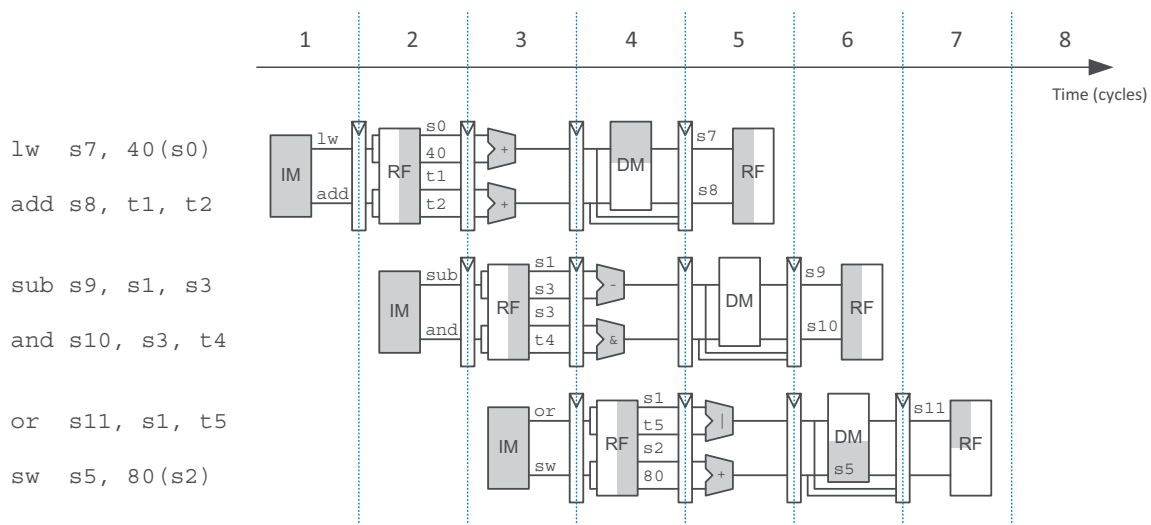 1 2 3 4 5 6 7 8
Time (cycles)
lw s7, 40(s0)
add s8, t1, t2
IM
lw
add
RF
s0
40
t1
t2
+
+
DM
s7
s8
RF
sub s9, s1, s3
and s10, s3, t4
IM
sub
and
RF
s1
s3
s3
t4
-
&
DM
s9
s10
RF
or s11, s1, t5
sw s5, 80(s2)
IM
or
sw
RF
s1
t5
s2
80
|
+
DM
s5
s11
RF